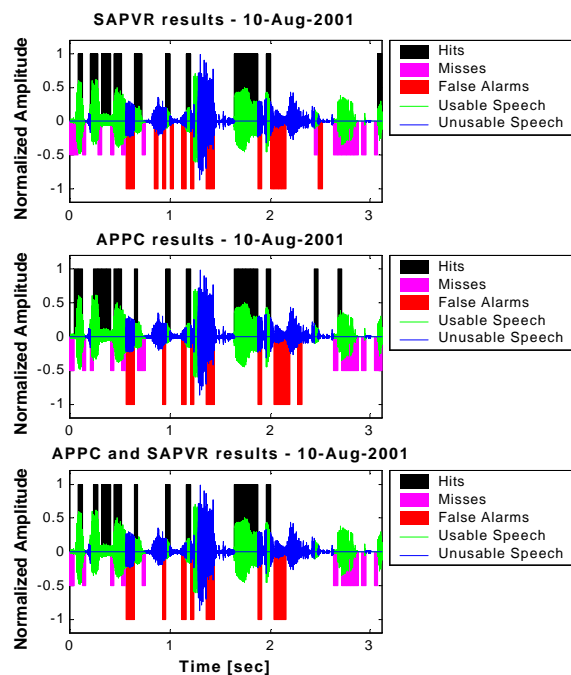 SAPVR results - 10-Aug-2001
Normalized Amplitude
1
0.5
0
-0.5
-1
0 1 2 3
Hits
Misses
False Alarms
Usable Speech
Unusable Speech
APPC results - 10-Aug-2001
Normalized Amplitude
1
0.5
0
-0.5
-1
0 1 2 3
Hits
Misses
False Alarms
Usable Speech
Unusable Speech
APPC and SAPVR results - 10-Aug-2001
Normalized Amplitude
1
0.5
0
-0.5
-1
0 1 2 3
Time [sec]
Hits
Misses
False Alarms
Usable Speech
Unusable Speech